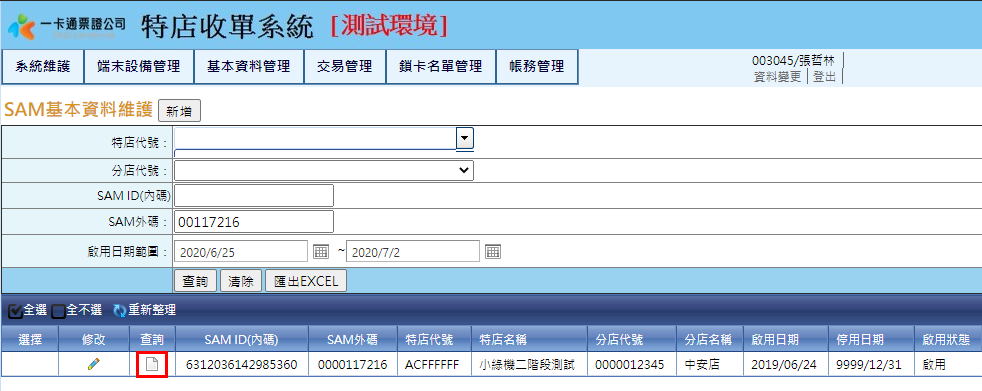 一卡通票證公司 特店收單系統 [測試環境]
系統維護 端末設備管理 基本資料管理 交易管理 鎖卡名單管理 帳務管理
003045/張哲林
資料變更 登出
SAM基本資料維護 新增
特店代號：
分店代號：
SAM ID(內碼)
SAM外碼： 00117216
啟用日期範圍： 2020/6/25 ~ 2020/7/2
查詢 清除 匯出EXCEL
全選 全不選 重新整理
選擇 修改 查詢 SAM ID(內碼) SAM外碼 特店代號 特店名稱 分店代號 分店名稱 啟用日期 停用日期 啟用狀態
6312036142985360 0000117216 ACFFFFFF 小綠機二階段測試 0000012345 中安店 2019/06/24 9999/12/31 啟用